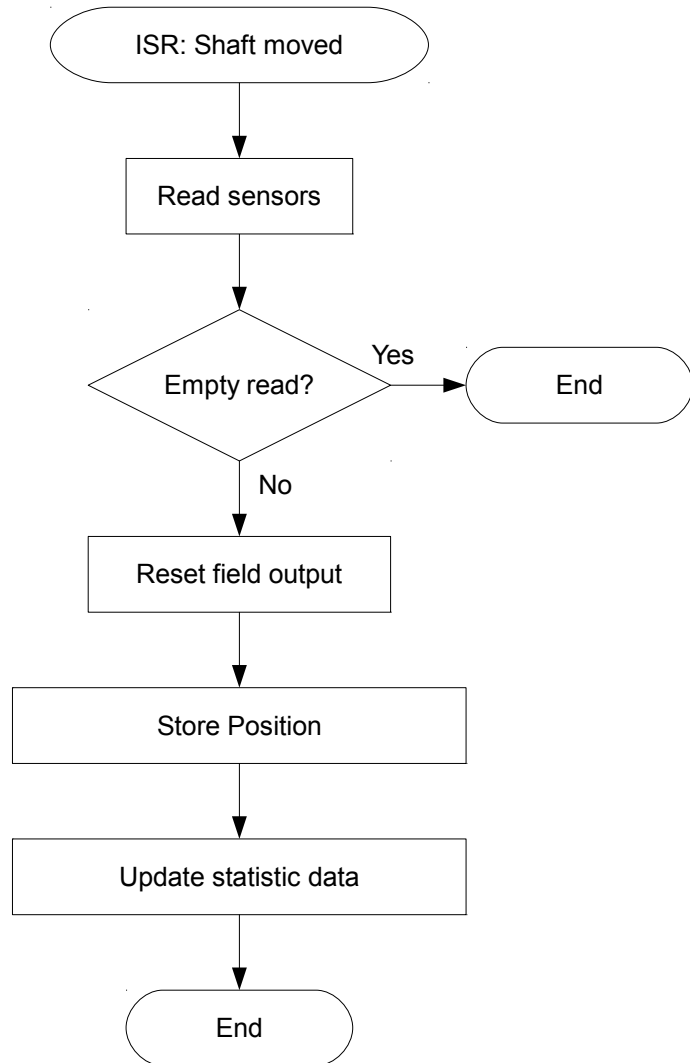 ISR: Shaft moved
Read sensors
Empty read?
Yes
End
No
Reset field output
Store Position
Update statistic data
End